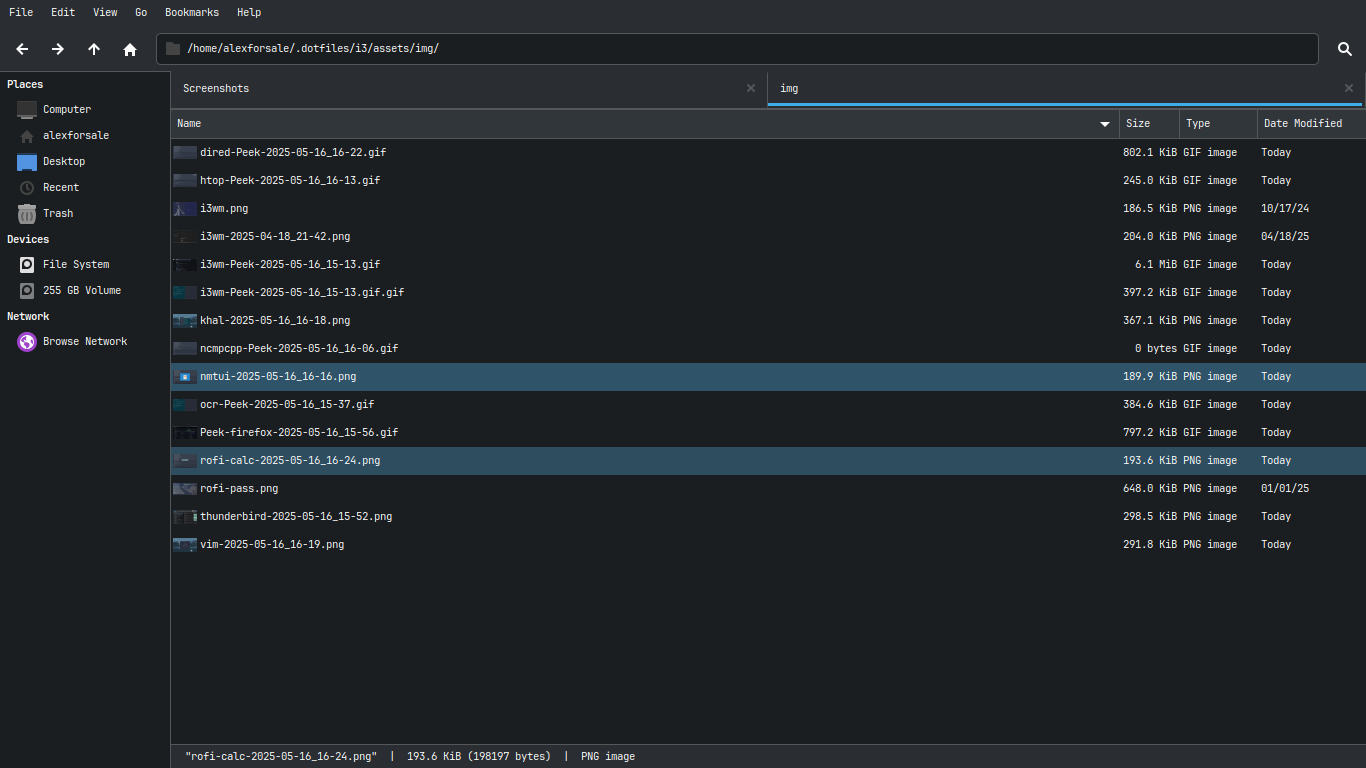 File Edit View Go Bookmarks Help
/home/alexforsale/.dotfiles/i3/assets/img/
Places
Computer
alexforsale
Desktop
Recent
Trash
Devices
File System
255 GB Volume
Network
Browse Network
Screenshots img
Name Size Type Date Modified
dired-Peek-2025-05-16_16-22.gif 802.1 KiB GIF image Today
htop-Peek-2025-05-16_16-13.gif 245.0 KiB GIF image Today
i3wm.png 186.5 KiB PNG image 10/17/24
i3wm-2025-04-18_21-42.png 204.0 KiB PNG image 04/18/25
i3wm-Peek-2025-05-16_15-13.gif 6.1 MiB GIF image Today
i3wm-Peek-2025-05-16_15-13.gif.gif 397.2 KiB GIF image Today
khal-2025-05-16_16-18.png 367.1 KiB PNG image Today
ncmpcpp-Peek-2025-05-16_16-06.gif 0 bytes GIF image Today
nmtui-2025-05-16_16-16.png 189.9 KiB PNG image Today
ocr-Peek-2025-05-16_15-37.gif 384.6 KiB GIF image Today
Peek-firefox-2025-05-16_15-56.gif 797.2 KiB GIF image Today
rofi-calc-2025-05-16_16-24.png 193.6 KiB PNG image Today
rofi-pass.png 648.0 KiB PNG image 01/01/25
thunderbird-2025-05-16_15-52.png 298.5 KiB PNG image Today
vim-2025-05-16_16-19.png 291.8 KiB PNG image Today
"rofi-calc-2025-05-16_16-24.png" | 193.6 KiB (198197 bytes) | PNG image